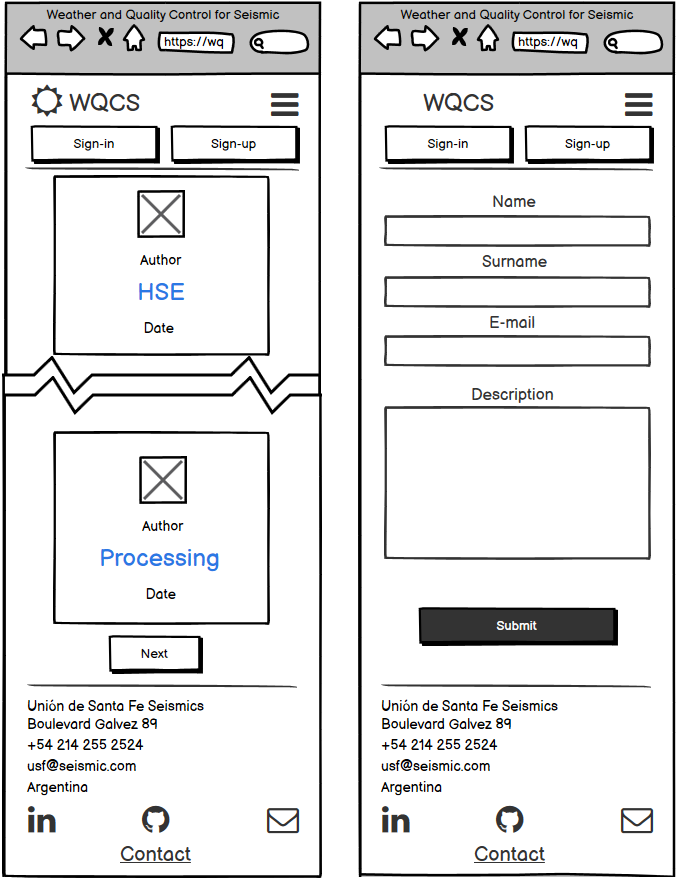 Weather and Quality Control for Seismic
https://wq
WQCS
Sign-in Sign-up
Author
HSE
Date
Author
Processing
Date
Next
Unión de Santa Fe Seismics
Boulevard Galvez 89
+54 214 255 2524
usf@seismic.com
Argentina
in
Contact
Weather and Quality Control for Seismic
https://wq
WQCS
Sign-in Sign-up
Name
Surname
E-mail
Description
Submit
Unión de Santa Fe Seismics
Boulevard Galvez 89
+54 214 255 2524
usf@seismic.com
Argentina
in
Contact